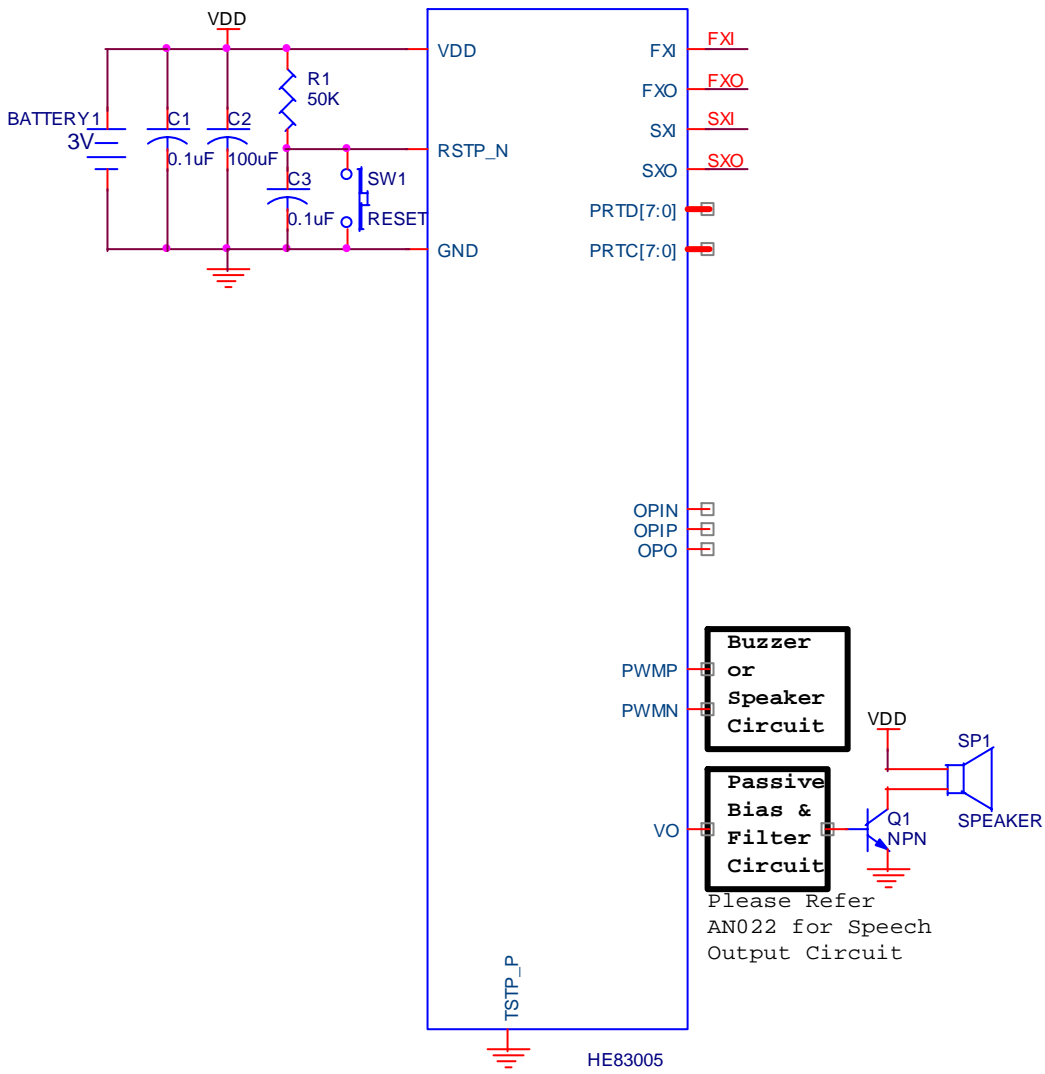 VDD
BATTERY1
3V
C1
0.1uF
C2
100uF
R1
50K
C3
0.1uF
SW1
RESET
VDD
RSTP_N
GND
FXI
FXI
FXO
FXO
SXI
SXI
SXO
SXO
PRTD[7:0]
PRTC[7:0]
OPIN
OPIP
OPO
PWMP
PWMN
Buzzer
or
Speaker
Circuit
VO
Passive
Bias &
Filter
Circuit
VDD
SP1
SPEAKER
Q1
NPN
Please Refer
AN022 for Speech
Output Circuit
TSTP_P
HE83005